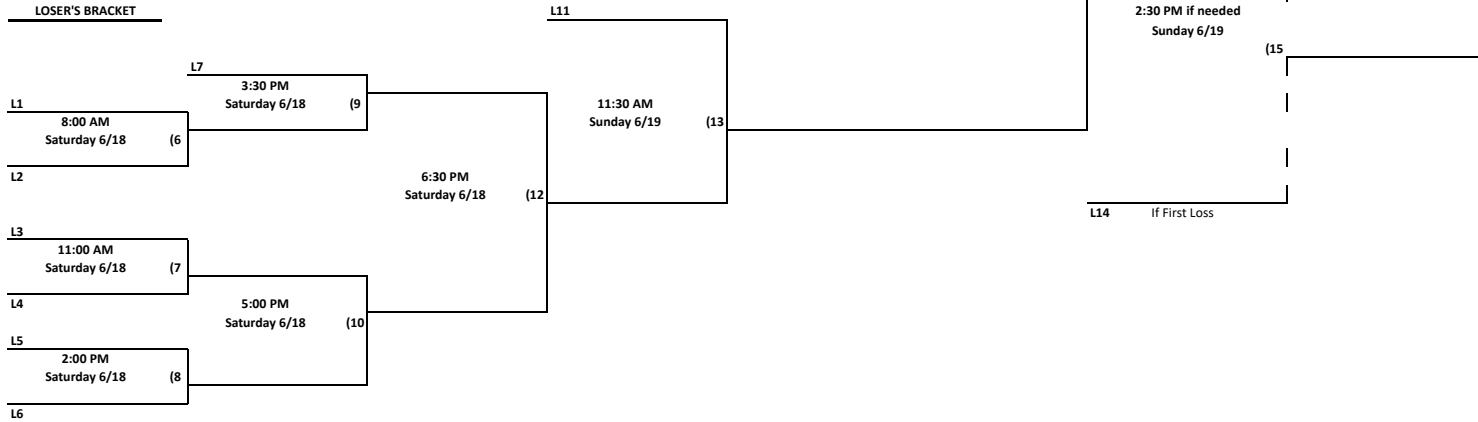 LOSER'S BRACKET
L11
2:30 PM if needed
Sunday 6/19
(15
L7
3:30 PM
Saturday 6/18 (9
L1
8:00 AM
Saturday 6/18 (6
L2
11:30 AM
Sunday 6/19 (13
6:30 PM
Saturday 6/18 (12
L14 If First Loss
L3
11:00 AM
Saturday 6/18 (7
L4
5:00 PM
Saturday 6/18 (10
L5
2:00 PM
Saturday 6/18 (8
L6